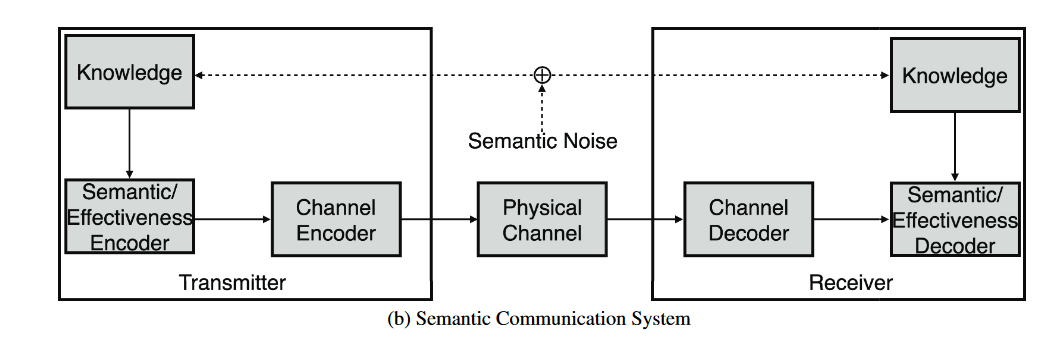 Knowledge
Knowledge
Semantic Noise
Semantic/
Effectiveness
Encoder
Channel
Encoder
Physical
Channel
Channel
Decoder
Semantic/
Effectiveness
Decoder
Transmitter
Receiver
(b) Semantic Communication System